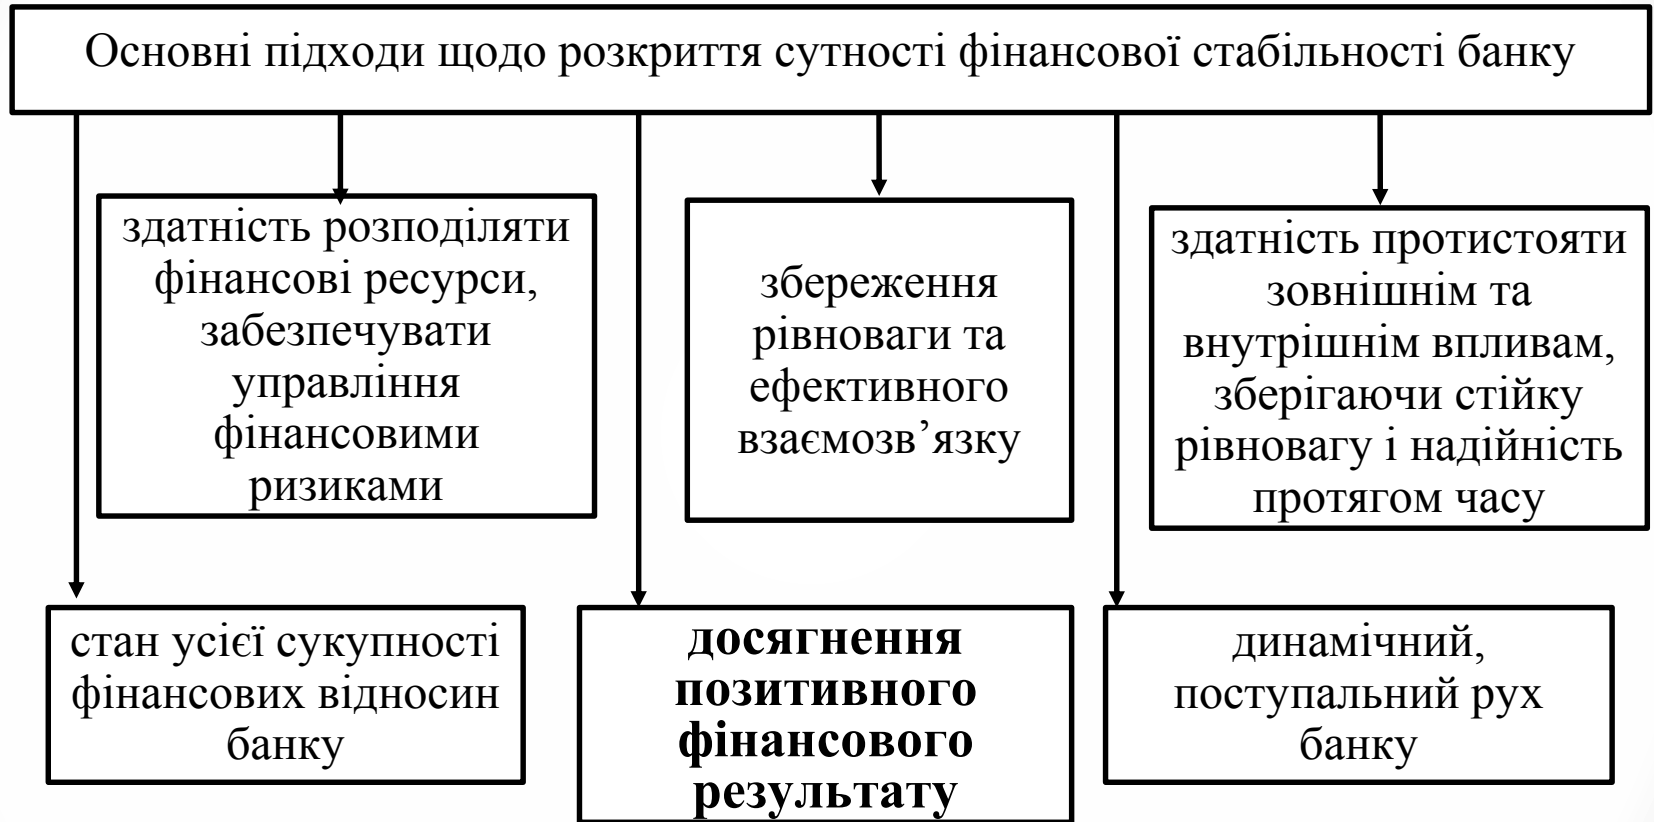 Основні підходи щодо розкриття сутності фінансової стабільності банку
здатність розподіляти
фінансові ресурси,
забезпечувати
управління
фінансовими
ризиками
збереження
рівноваги та
ефективного
взаємозв’язку
здатність протистояти
зовнішнім та
внутрішнім впливам,
зберігаючи стійку
рівновагу і надійність
протягом часу
стан усієї сукупності
фінансових відносин
банку
досягнення
позитивного
фінансового
результату
динамічний,
поступальний рух
банку